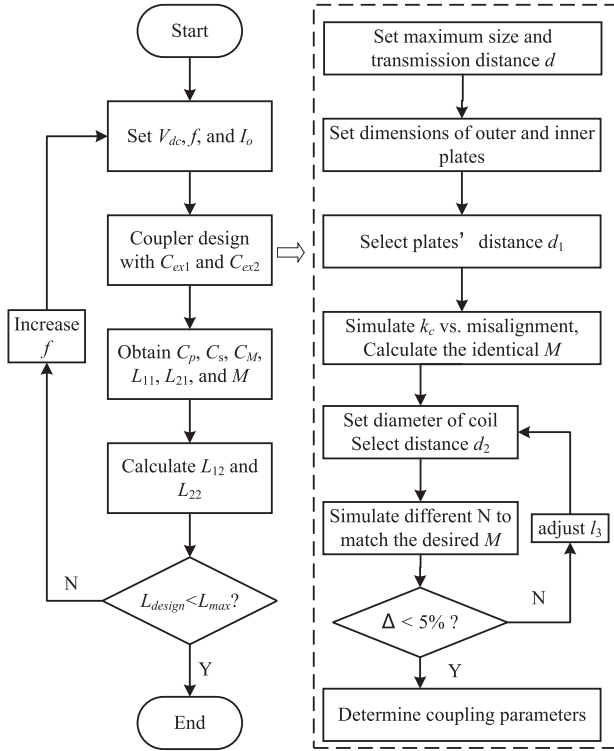 Start
Set V_dc, f, and I_o
Coupler design
with C_ex1 and C_ex2
Increase
f
Obtain C_p, C_s, C_M,
L_11, L_21, and M
Calculate L_12 and
L_22
N
L_design<L_max?
Y
End
Set maximum size and
transmission distance d
Set dimensions of outer and inner
plates
Select plates’ distance d_1
Simulate k_c vs. misalignment,
Calculate the identical M
Set diameter of coil
Select distance d_2
Simulate different N to
match the desired M
adjust l_3
N
Δ < 5% ?
Y
Determine coupling parameters